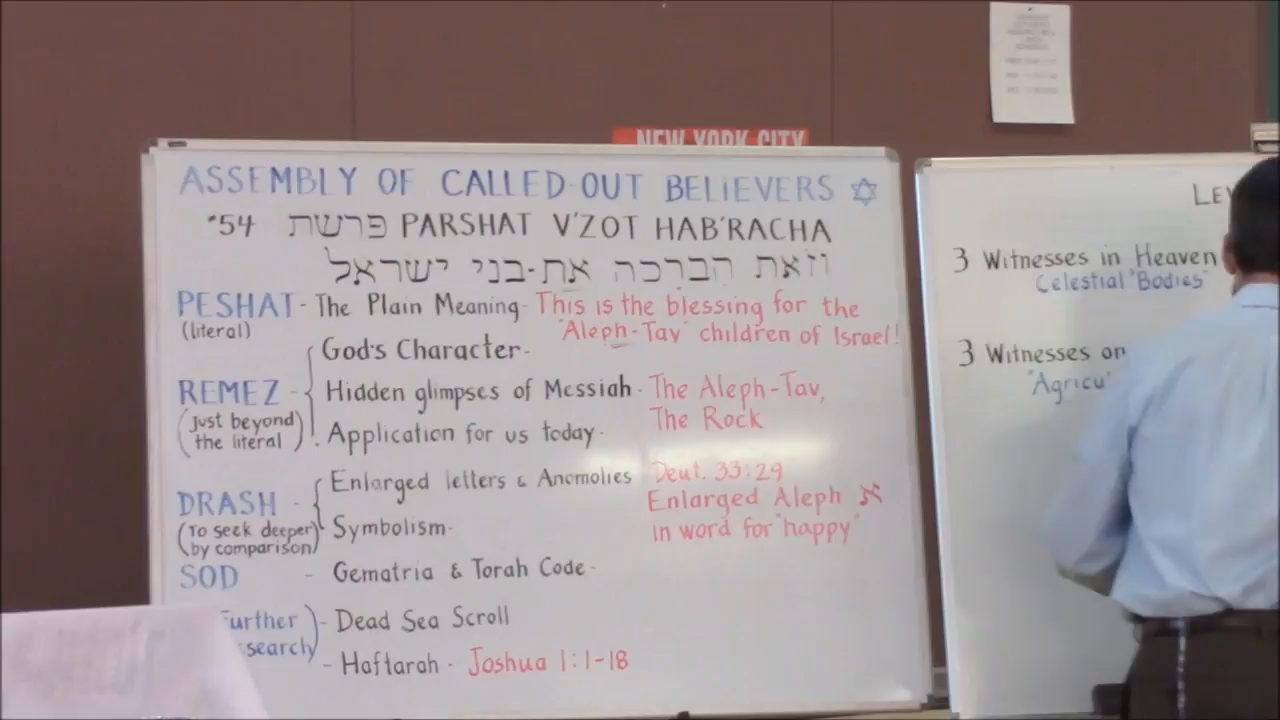 NEW YORK CITY
ASSEMBLY OF CALLED-OUT BELIEVERS ✡
#54 פרשת PARSHAT V'ZOT HAB'RACHA
וזאת הברכה את-בני ישראל
PESHAT - The Plain Meaning - This is the blessing for the
(literal) "Aleph-Tav" children of Israel!
God's Character -
REMEZ - Hidden glimpses of Messiah - The Aleph-Tav,
(Just beyond The Rock
the literal) Application for us today -
Enlarged letters & Anomolies Deut. 33:29
DRASH - Enlarged Aleph א
(To seek deeper Symbolism - in word for "happy"
by comparison)
SOD - Gematria & Torah Code -
Further - Dead Sea Scroll
search) - Haftarah - Joshua 1:1-18
3 Witnesses in Heaven
Celestial "Bodies"
3 Witnesses on